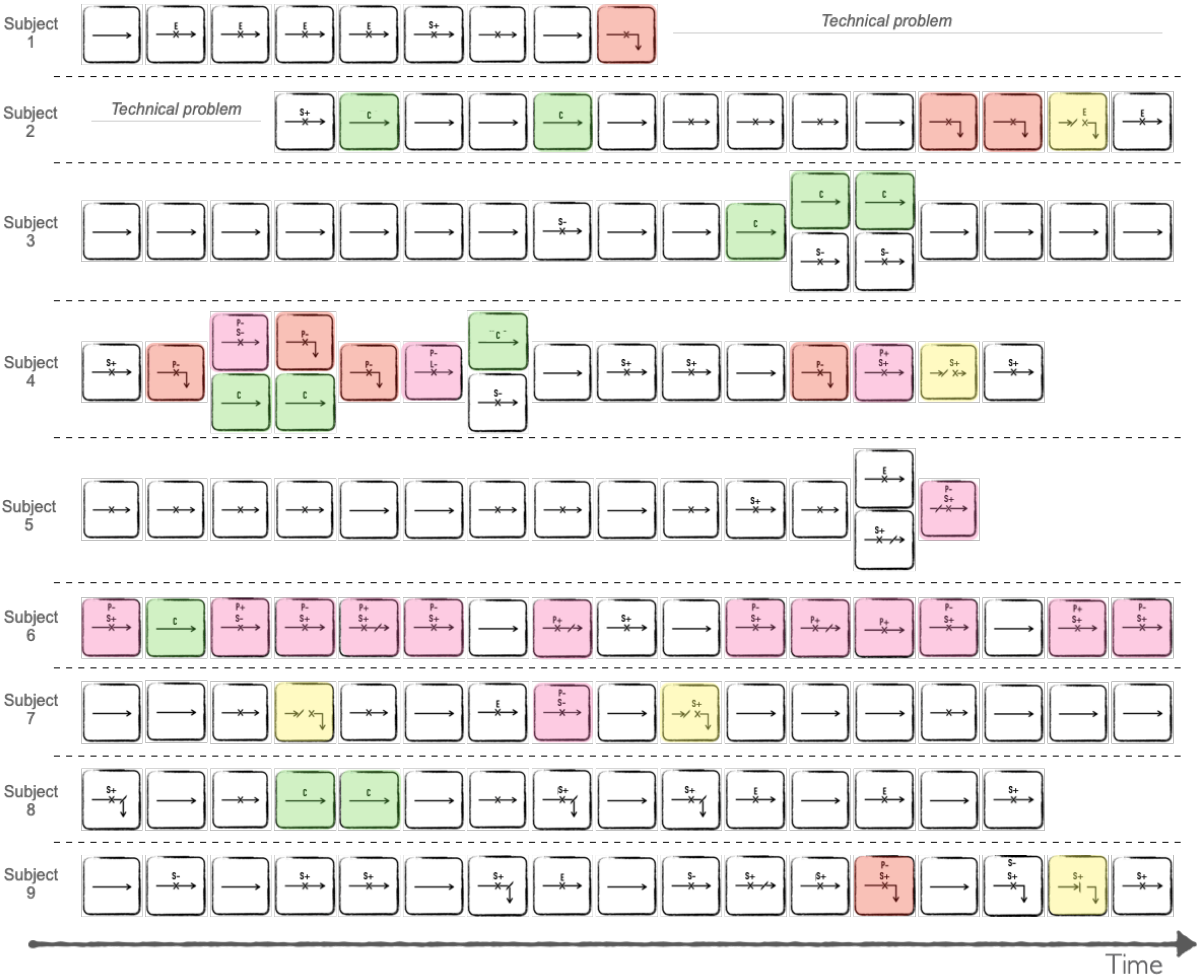 Subject 1 E E E E S+ Technical problem
Subject 2 Technical problem S+ C C E E
Subject 3 S- C C C
S- S-
Subject 4 S+ P- P- S- P- P- P- L- C S+ S+ P- P+ S+ S+ S+
C C S-
Subject 5 S+ E P- S+
S+
Subject 6 P- S+ C P+ S- P- S+ P+ S+ P- S+ P+ S+ P- S+ P+ P+ P- S+ P+ S+ P- S+
Subject 7 E P- S- S+
Subject 8 S+ C C S+ S+ E E S+
Subject 9 S- S+ S+ S+ E S- S+ S+ P- S+ S- S+ S+ S+
Time